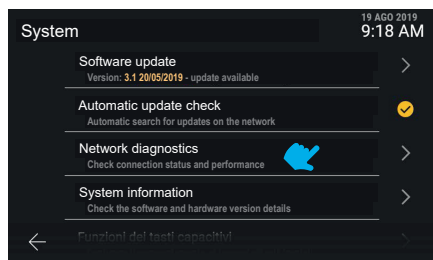 19 AGO 2019
System
9:18 AM
Software update
Version: 3.1 20/05/2019 - update available
Automatic update check
Automatic search for updates on the network
Network diagnostics
Check connection status and performance
System information
Check the software and hardware version details
Funzioni dei tasti capacitivi